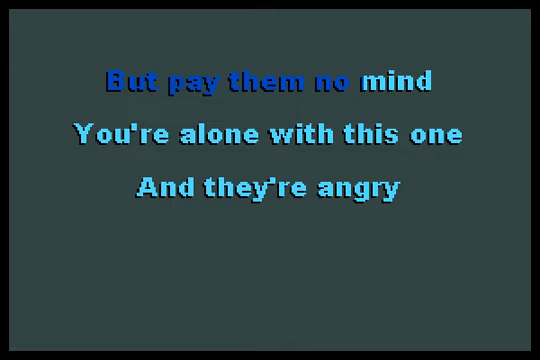 But pay them no mind
You're alone with this one
And they're angry